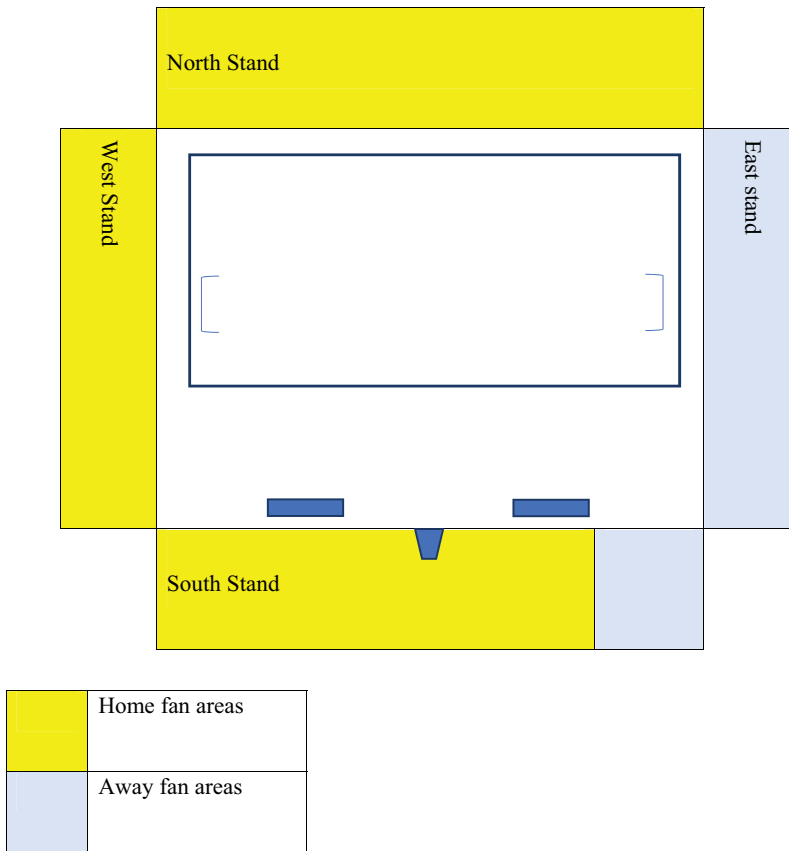 North Stand
West Stand
East stand
South Stand
Home fan areas
Away fan areas